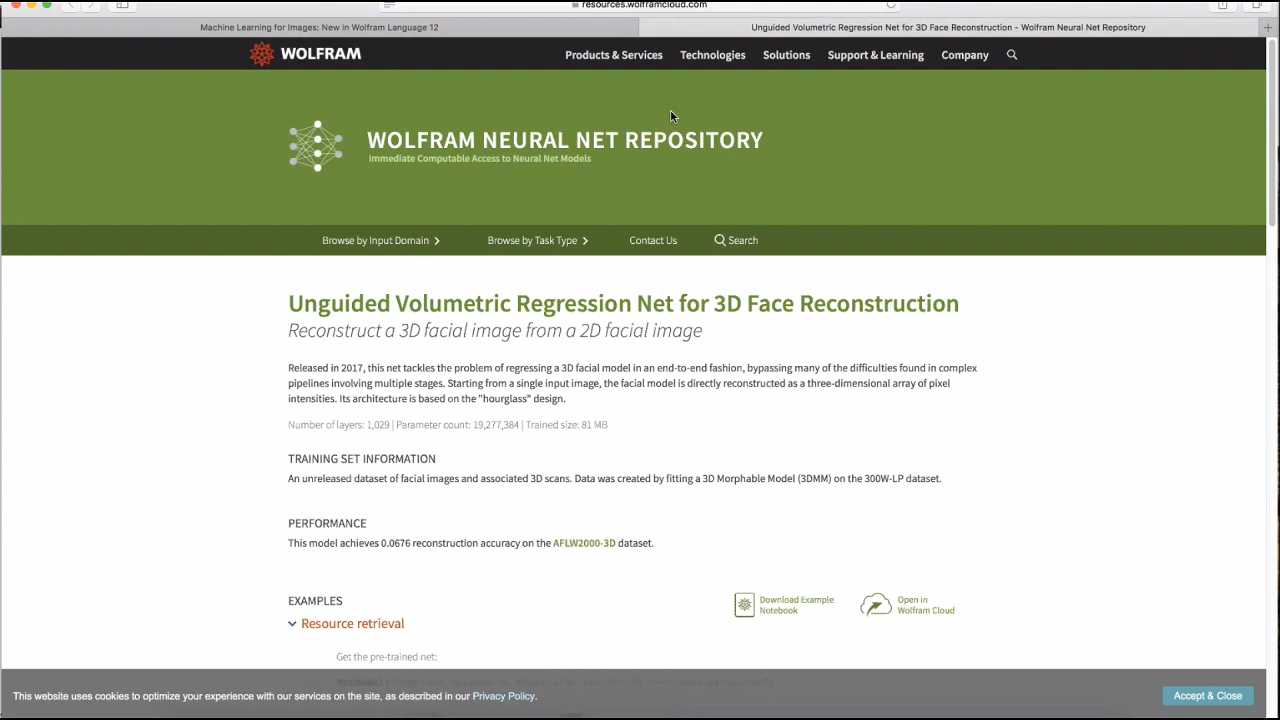 resources.wolframcloud.com
Machine Learning for Images: New in Wolfram Language 12
Unguided Volumetric Regression Net for 3D Face Reconstruction - Wolfram Neural Net Repository
WOLFRAM
Products & Services
Technologies
Solutions
Support & Learning
Company
WOLFRAM NEURAL NET REPOSITORY
Immediate Computable Access to Neural Net Models
Browse by Input Domain
Browse by Task Type
Contact Us
Search
Unguided Volumetric Regression Net for 3D Face Reconstruction
Reconstruct a 3D facial image from a 2D facial image
Released in 2017, this net tackles the problem of regressing a 3D facial model in an end-to-end fashion, bypassing many of the difficulties found in complex
pipelines involving multiple stages. Starting from a single input image, the facial model is directly reconstructed as a three-dimensional array of pixel
intensities. Its architecture is based on the "hourglass" design.
Number of layers: 1,029 | Parameter count: 19,277,384 | Trained size: 81 MB
TRAINING SET INFORMATION
An unreleased dataset of facial images and associated 3D scans. Data was created by fitting a 3D Morphable Model (3DMM) on the 300W-LP dataset.
PERFORMANCE
This model achieves 0.0676 reconstruction accuracy on the AFLW2000-3D dataset.
EXAMPLES
Download Example
Notebook
Open in
Wolfram Cloud
Resource retrieval
Get the pre-trained net:
This website uses cookies to optimize your experience with our services on the site, as described in our Privacy Policy.
Accept & Close